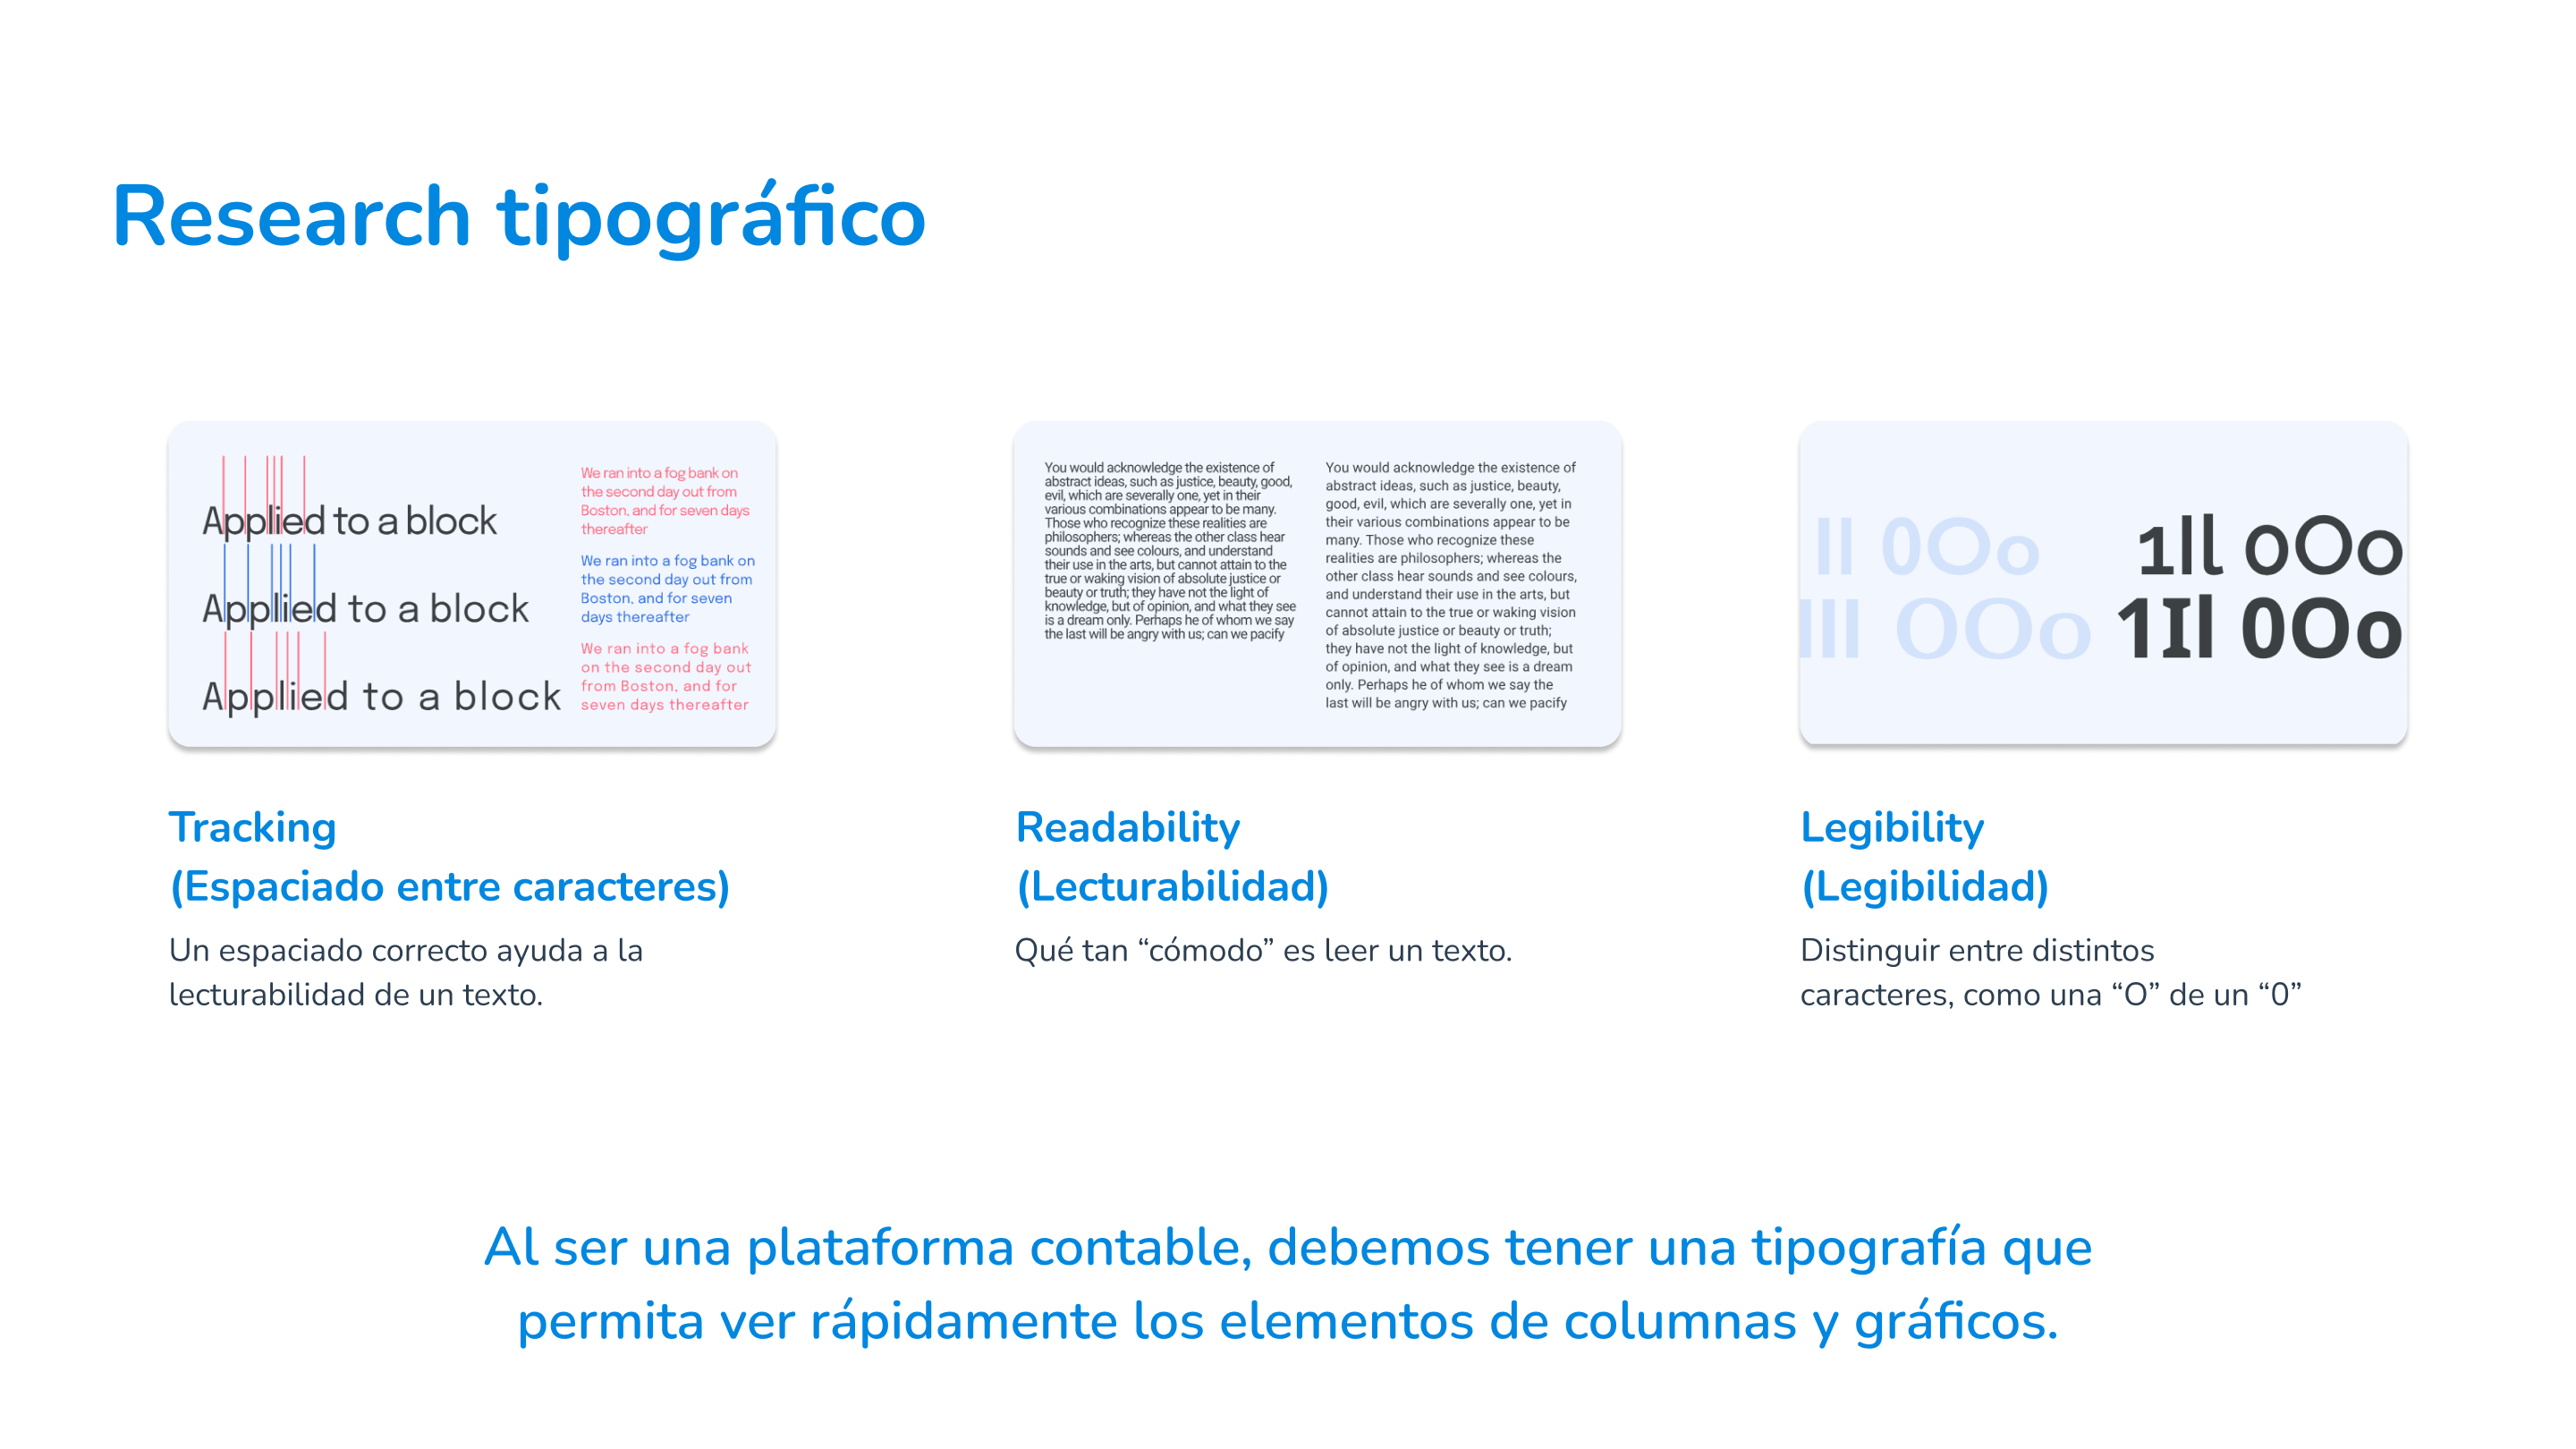 Research tipográfico
Applied to a block
Applied to a block
Applied to a block
We ran into a fog bank on
the second day out from
Boston, and for seven days
thereafter
We ran into a fog bank on
the second day out from
Boston, and for seven
days thereafter
We ran into a fog bank
on the second day out
from Boston, and for
seven days thereafter
Tracking
(Espaciado entre caracteres)
Un espaciado correcto ayuda a la
lecturabilidad de un texto.
You would acknowledge the existence of
abstract ideas, such as justice, beauty, good,
evil, which are severally one, yet in their
various combinations appear to be many.
Those who recognize these realities are
philosophers; whereas the other class hear
sounds and see colours, and understand
their use in the arts, but cannot attain to the
true or waking vision of absolute justice or
beauty or truth; they have not the light of
knowledge, but of opinion, and what they see
is a dream only. Perhaps he of whom we say
the last will be angry with us; can we pacify
You would acknowledge the existence of
abstract ideas, such as justice, beauty,
good, evil, which are severally one, yet in
their various combinations appear to be
many. Those who recognize these
realities are philosophers; whereas the
other class hear sounds and see colours,
and understand their use in the arts, but
cannot attain to the true or waking vision
of absolute justice or beauty or truth;
they have not the light of knowledge, but
of opinion, and what they see is a dream
only. Perhaps he of whom we say the
last will be angry with us; can we pacify
Readability
(Lecturabilidad)
Qué tan “cómodo” es leer un texto.
Il 0Oo
1Il 0Oo
1Il 0Oo
Legibility
(Legibilidad)
Distinguir entre distintos
caracteres, como una “O” de un “0”
Al ser una plataforma contable, debemos tener una tipografía que
permita ver rápidamente los elementos de columnas y gráficos.